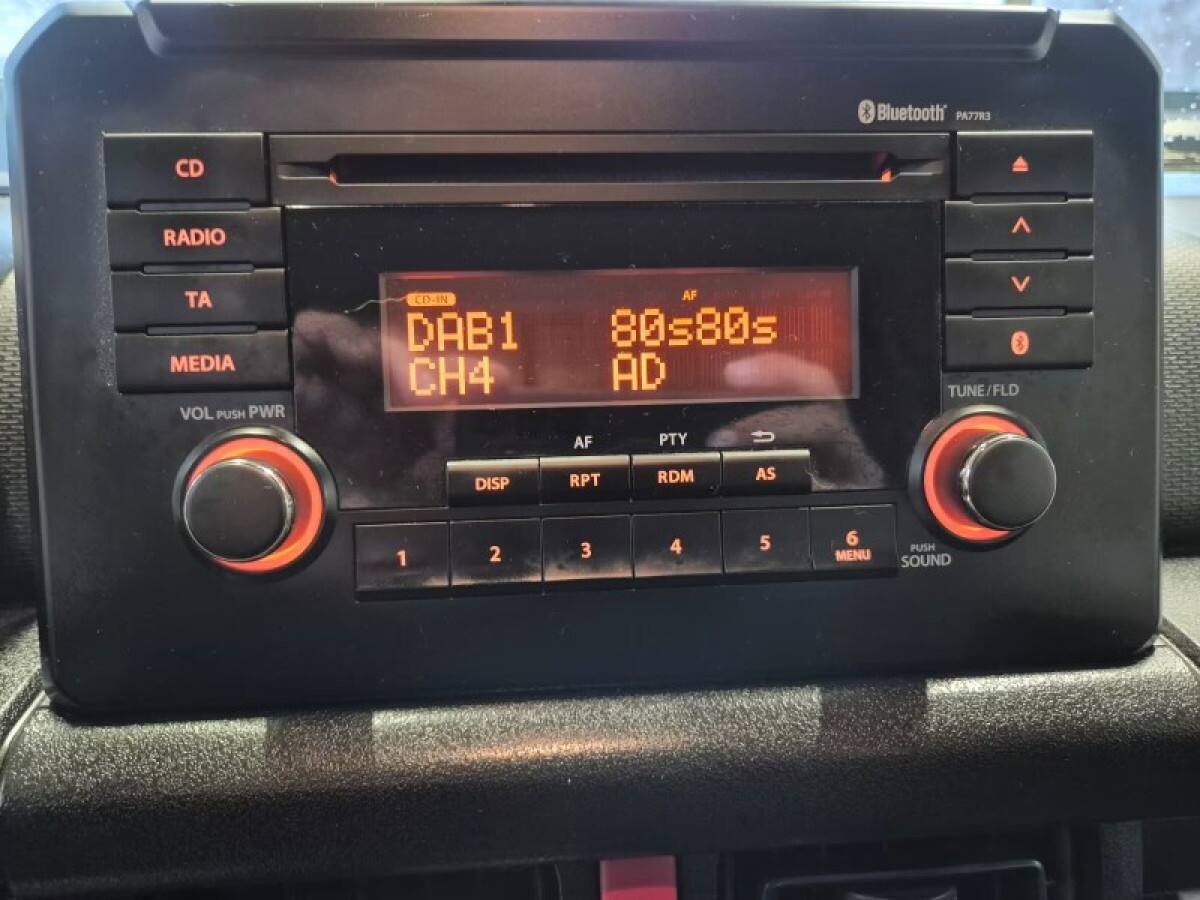 Bluetooth PA77R3
CD
RADIO
TA
MEDIA
CD-IN AF
DAB1 80s80s
CH4 AD
VOL PUSH PWR
TUNE/FLD
AF PTY
DISP RPT RDM AS
1 2 3 4 5 6
MENU
PUSH
SOUND